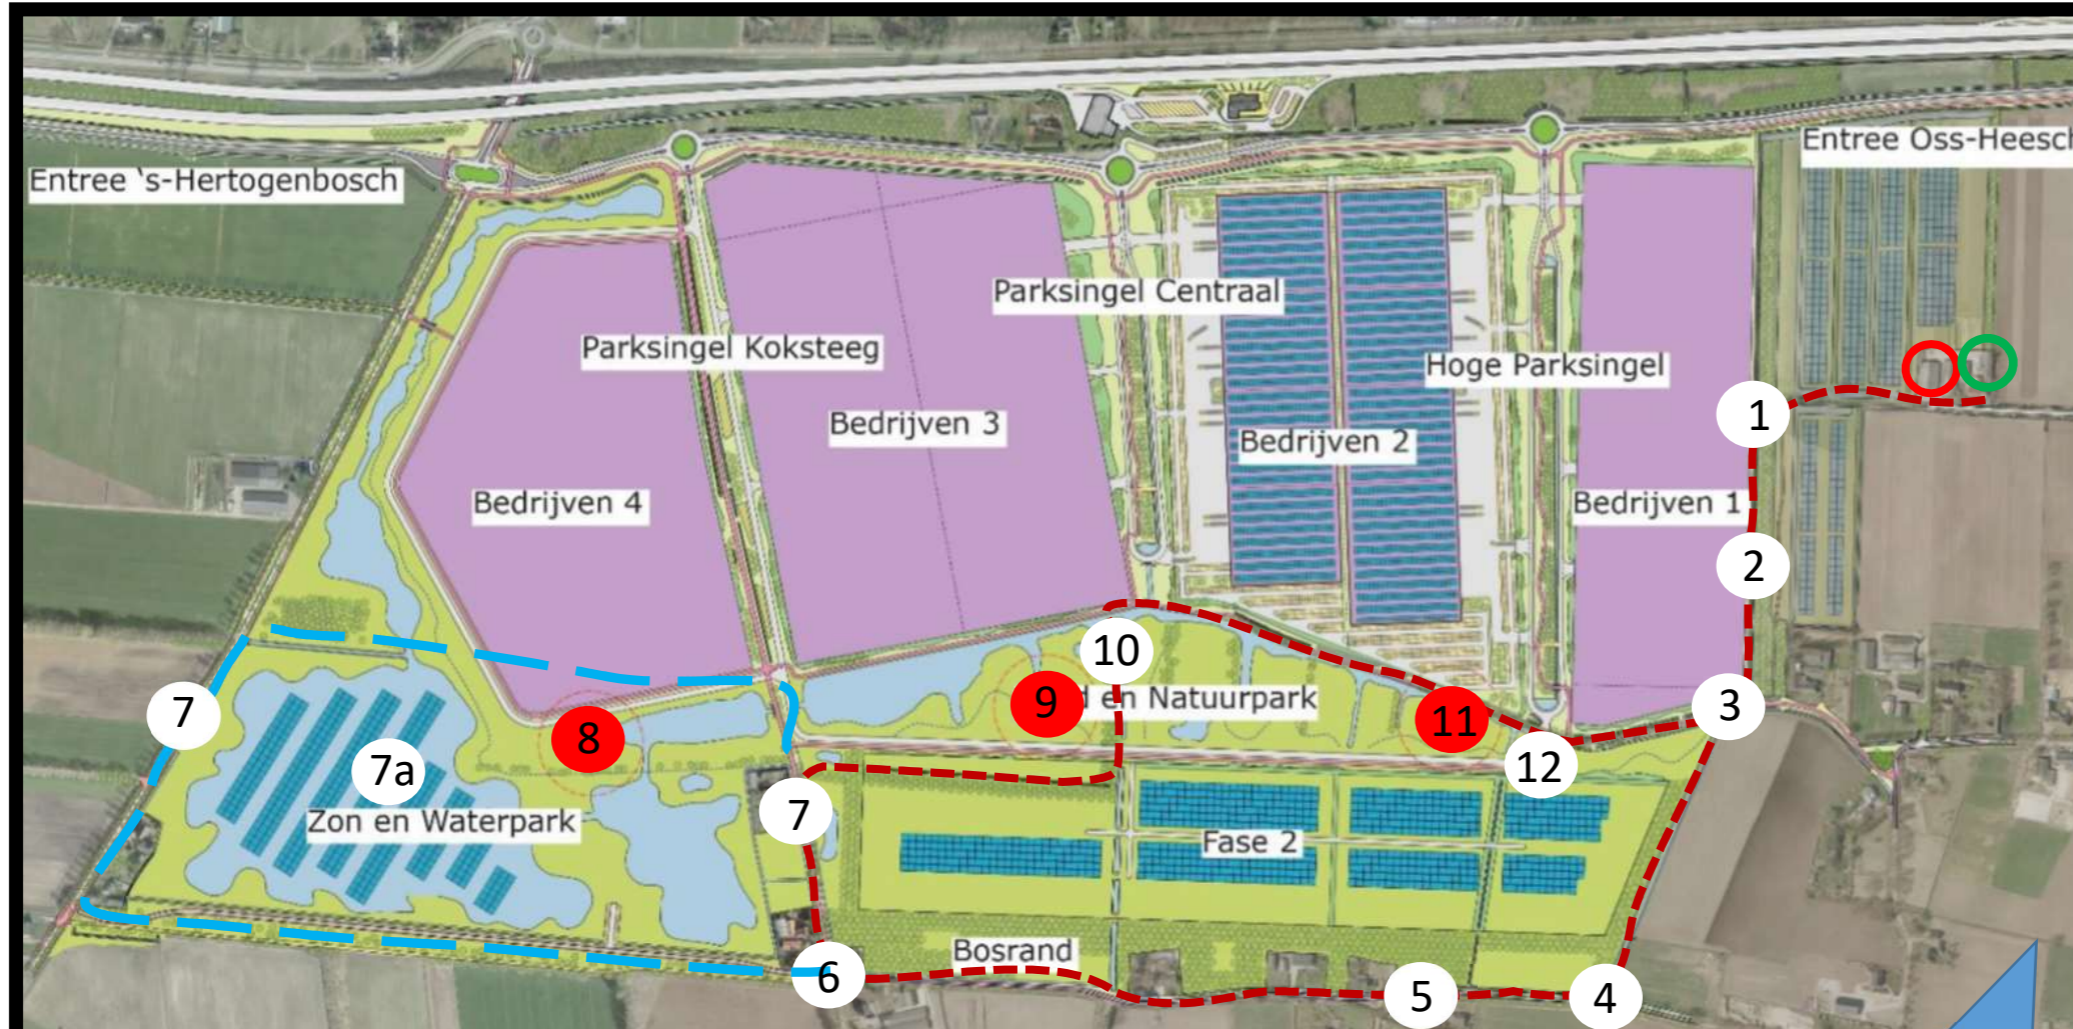 Entree Oss-Heesch
Entree ‘s-Hertogenbosch
Parksingel Centraal
Parksingel Koksteeg
Hoge Parksingel
1
Bedrijven 3
Bedrijven 2
Bedrijven 4
Bedrijven 1
2
10
9
d en Natuurpark
3
7
11
8
12
7a
7
Zon en Waterpark
Fase 2
Bosrand
6
5
4